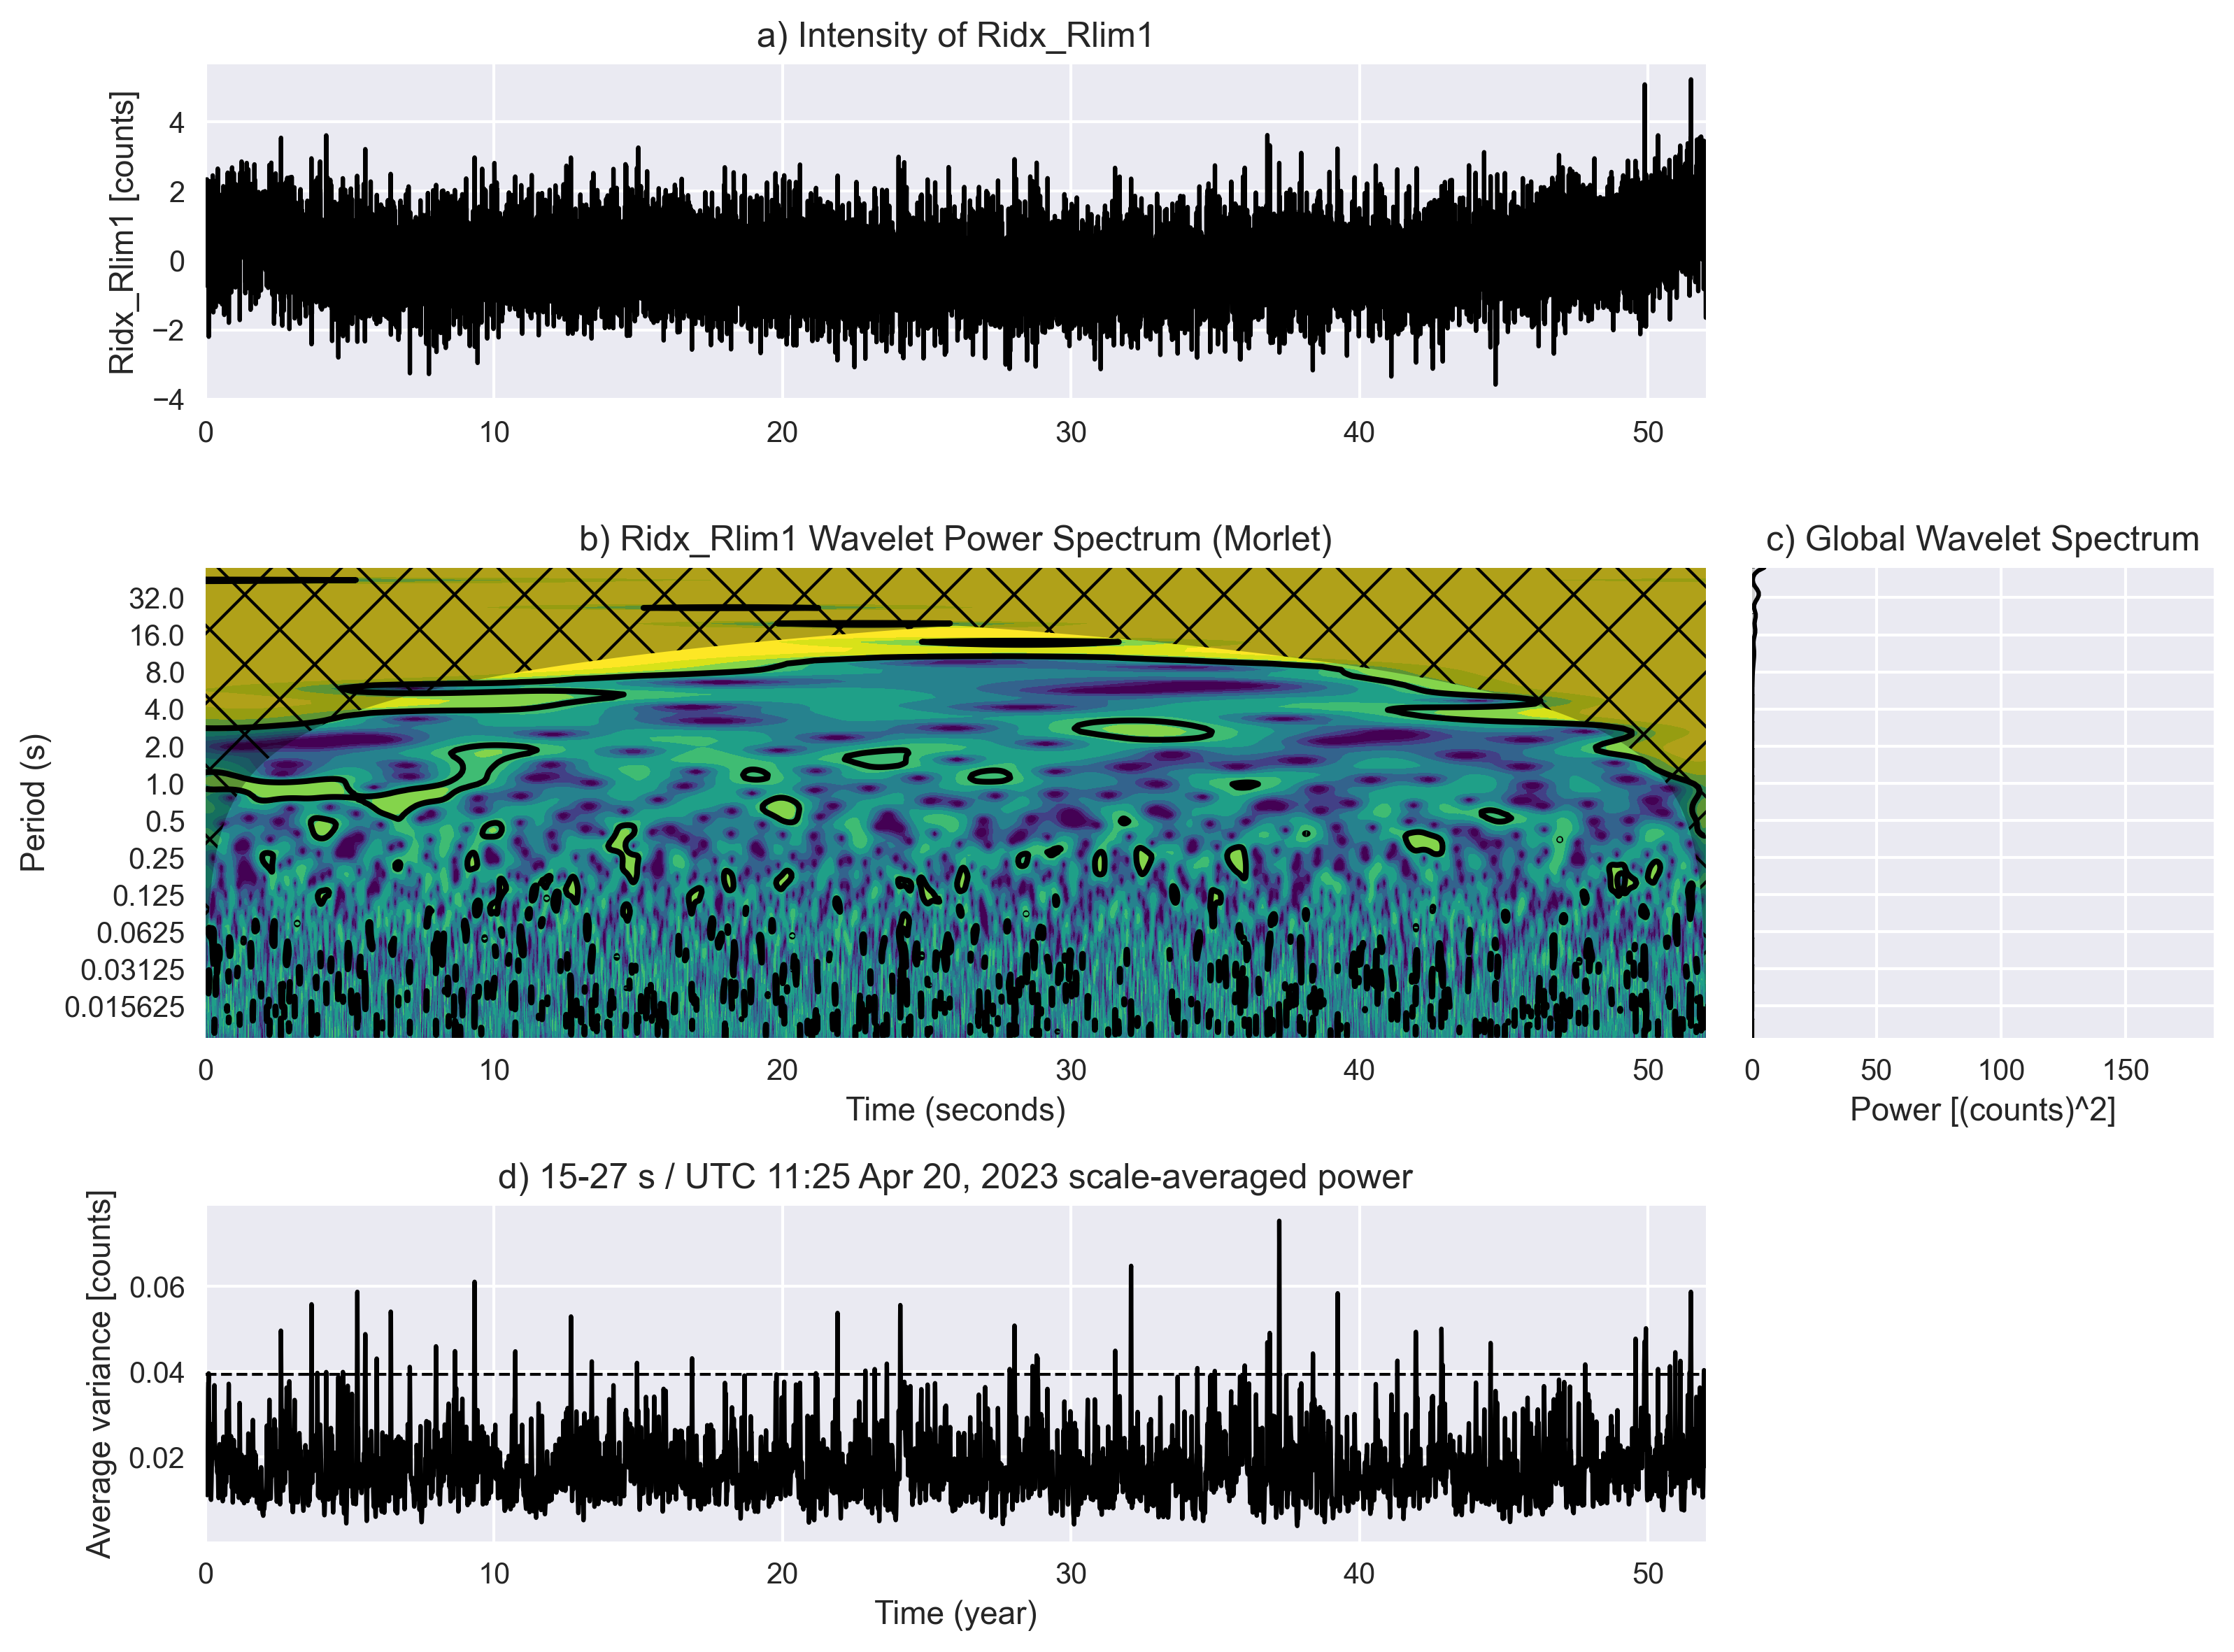 a) Intensity of Ridx_Rlim1
Ridx_Rlim1 [counts]
4
2
0
−2
−4
0 10 20 30 40 50
b) Ridx_Rlim1 Wavelet Power Spectrum (Morlet)
Period (s)
32.0
16.0
8.0
4.0
2.0
1.0
0.5
0.25
0.125
0.0625
0.03125
0.015625
0 10 20 30 40 50
Time (seconds)
c) Global Wavelet Spectrum
0 50 100 150
Power [(counts)^2]
d) 15-27 s / UTC 11:25 Apr 20, 2023 scale-averaged power
Average variance [counts]
0.06
0.04
0.02
0 10 20 30 40 50
Time (year)